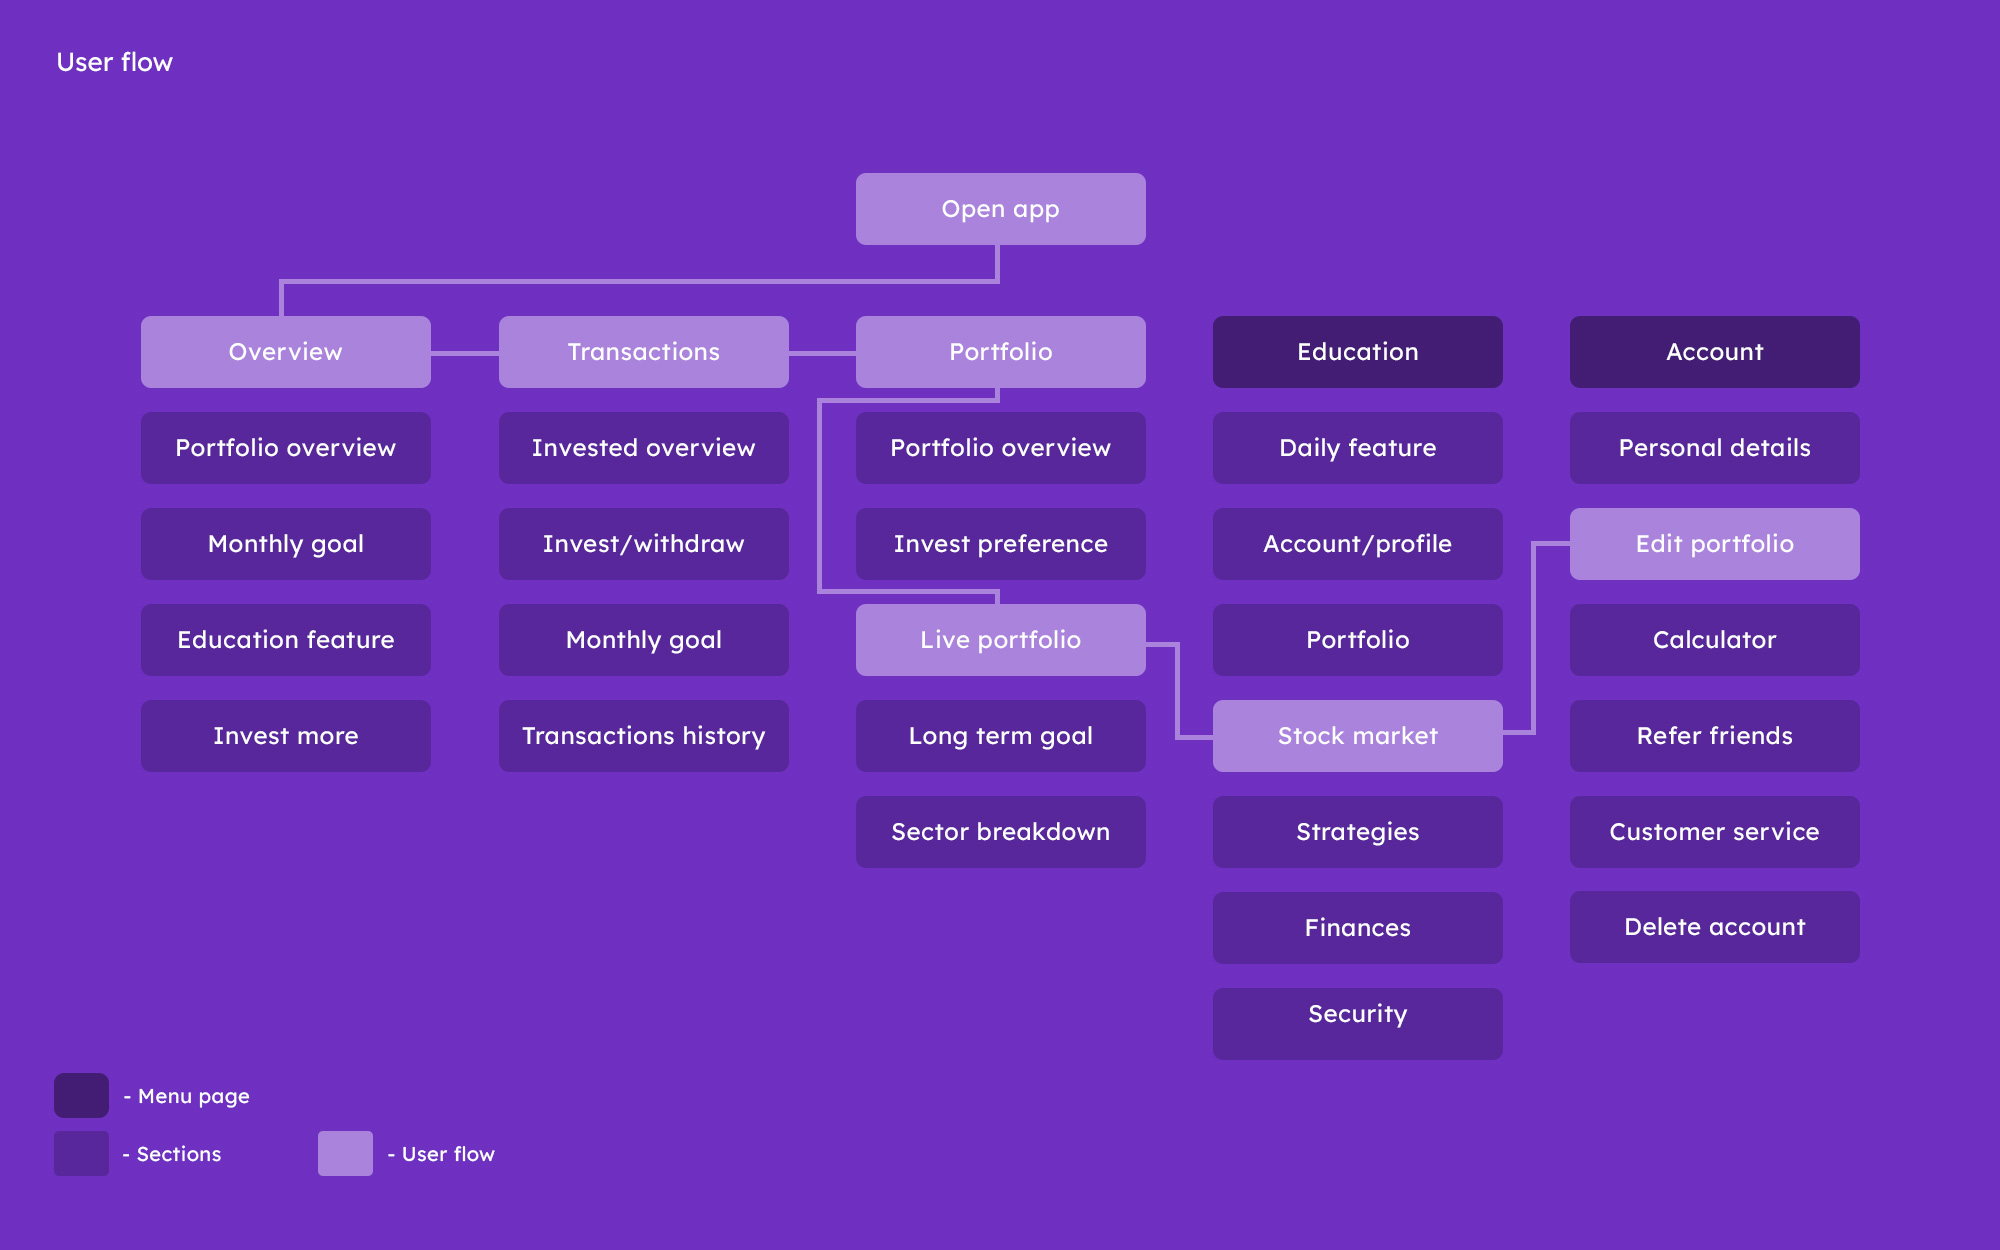 User flow
Open app
Overview
Transactions
Portfolio
Education
Account
Portfolio overview
Invested overview
Portfolio overview
Daily feature
Personal details
Monthly goal
Invest/withdraw
Invest preference
Account/profile
Edit portfolio
Education feature
Monthly goal
Live portfolio
Portfolio
Calculator
Invest more
Transactions history
Long term goal
Stock market
Refer friends
Sector breakdown
Strategies
Customer service
Finances
Delete account
Security
- Menu page
- Sections
- User flow